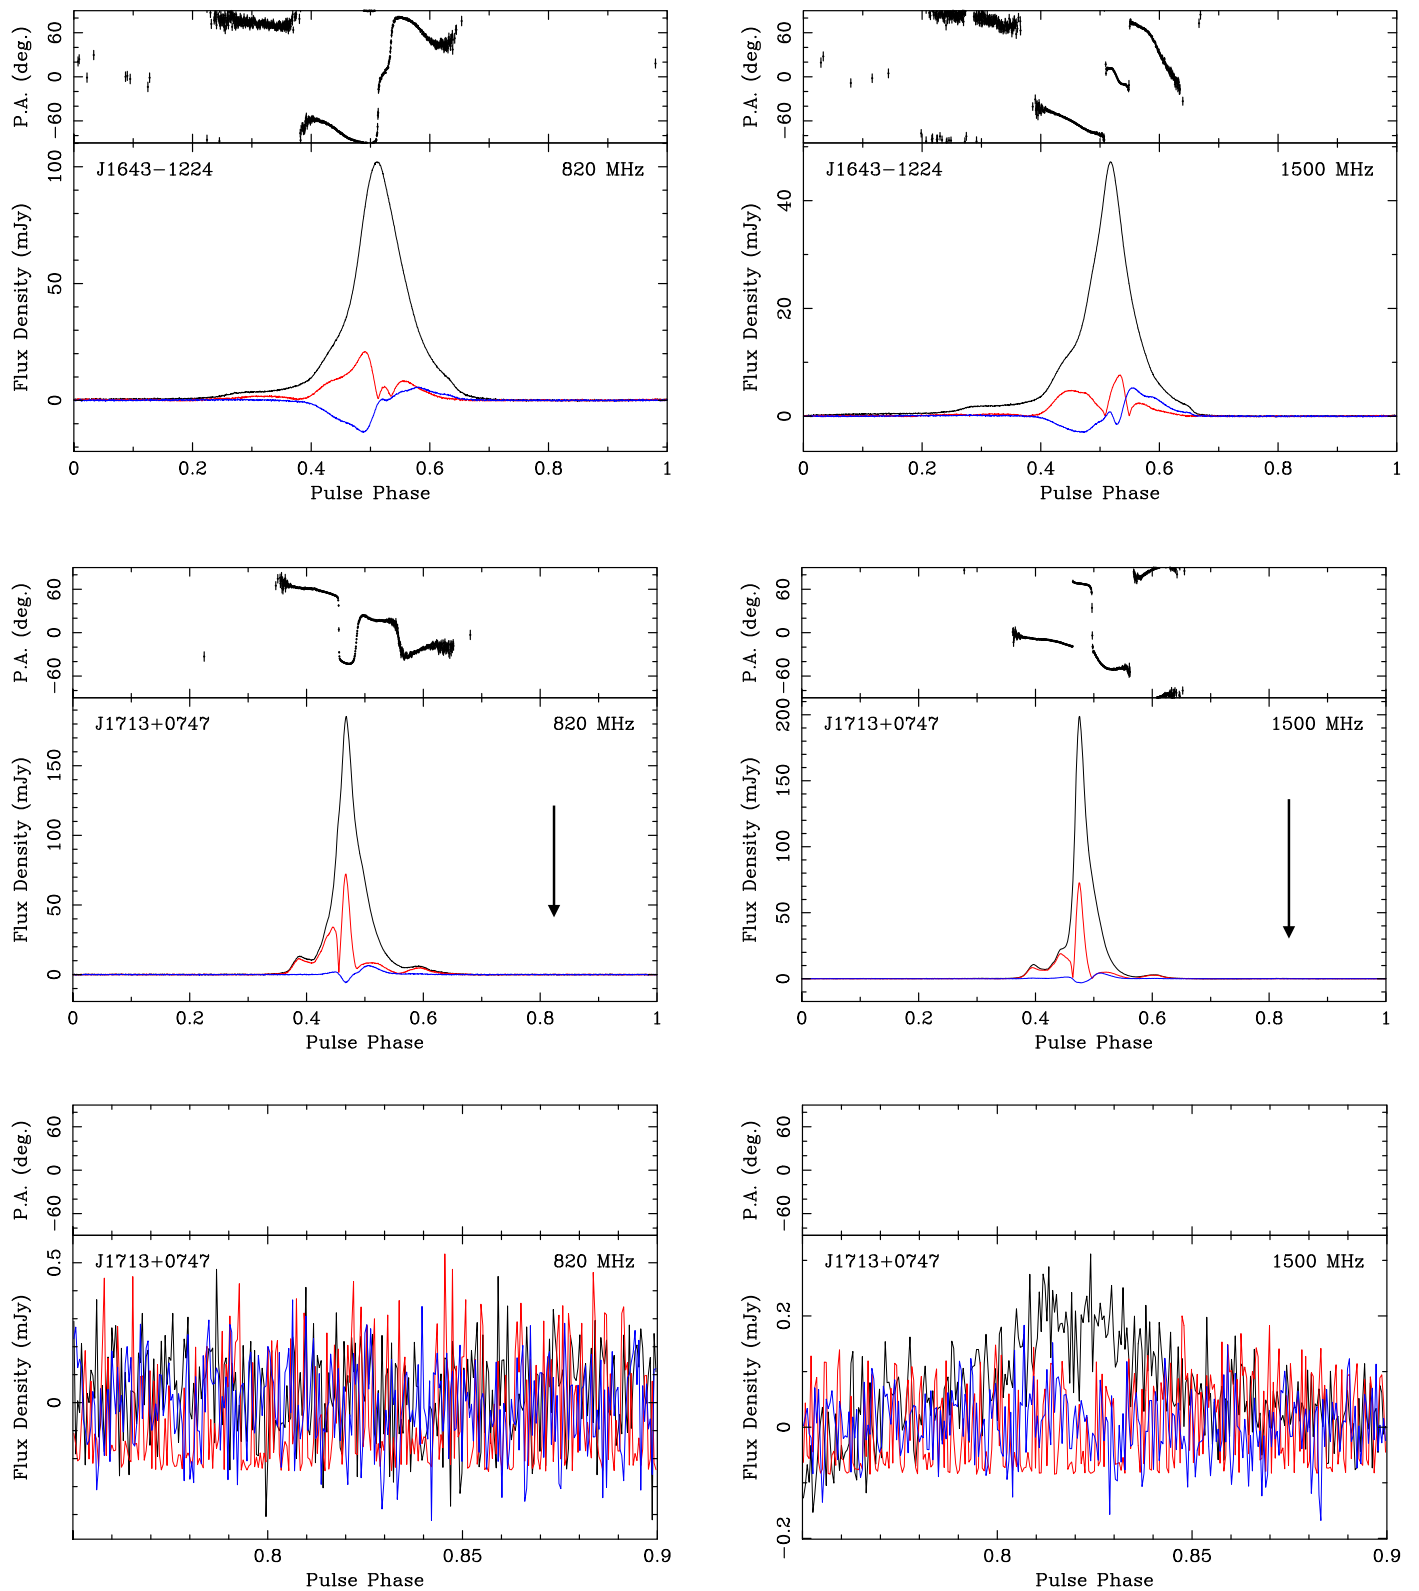 P.A. (deg.)
60
0
−60
J1643−1224
820 MHz
Flux Density (mJy)
100
50
0
0
0.2
0.4
0.6
0.8
1
Pulse Phase
P.A. (deg.)
60
0
−60
J1643−1224
1500 MHz
Flux Density (mJy)
40
20
0
0
0.2
0.4
0.6
0.8
1
Pulse Phase
P.A. (deg.)
60
0
−60
J1713+0747
820 MHz
Flux Density (mJy)
150
100
50
0
0
0.2
0.4
0.6
0.8
1
Pulse Phase
P.A. (deg.)
60
0
−60
J1713+0747
1500 MHz
Flux Density (mJy)
200
150
100
50
0
0
0.2
0.4
0.6
0.8
1
Pulse Phase
P.A. (deg.)
60
0
−60
J1713+0747
820 MHz
Flux Density (mJy)
0.5
0
0.8
0.85
0.9
Pulse Phase
P.A. (deg.)
60
0
−60
J1713+0747
1500 MHz
Flux Density (mJy)
0.2
0
−0.2
0.8
0.85
0.9
Pulse Phase